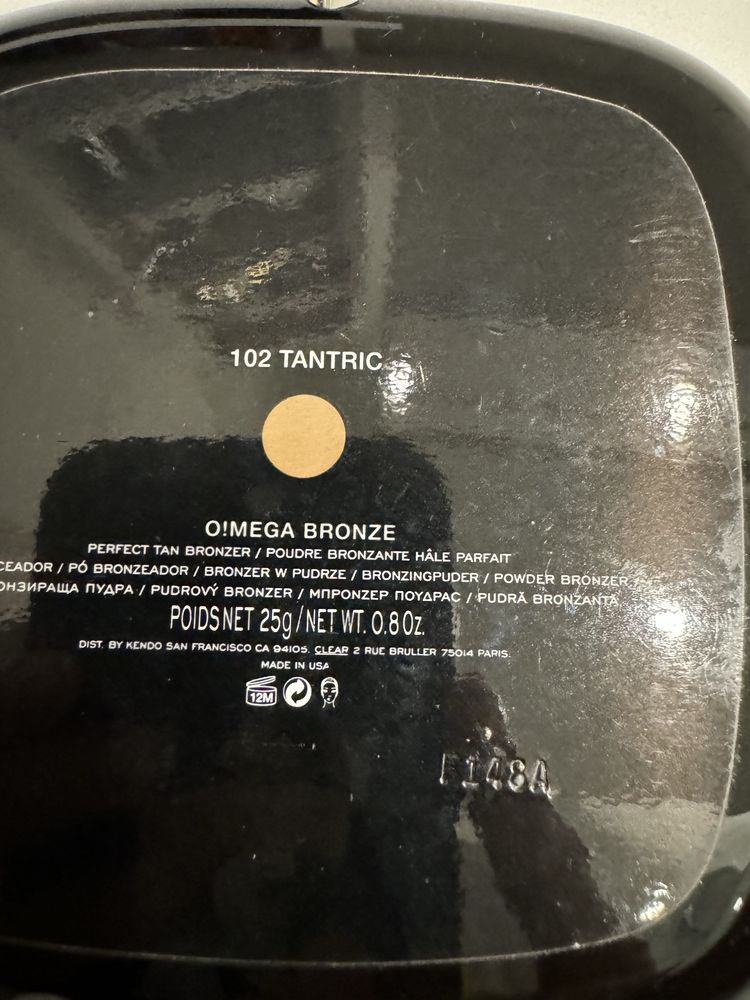 102 TANTRIC
O!MEGA BRONZE
PERFECT TAN BRONZER / POUDRE BRONZANTE HÂLE PARFAIT
CEADOR / PÓ BRONZEADOR / BRONZER W PUDRZE / BRONZINGPUDER / POWDER BRONZER /
ОНЗИРАЩА ПУДРА / PUDROVÝ BRONZER / ΜΠΡΟΝΖΕΡ ΠΟΥΔΡΑΣ / PUDRĂ BRONZANTĂ
POIDS NET 25g/NET WT. 0.8 Oz.
DIST. BY KENDO SAN FRANCISCO CA 94105. CLEAR 2 RUE BRULLER 75014 PARIS.
MADE IN USA
12M
F148A